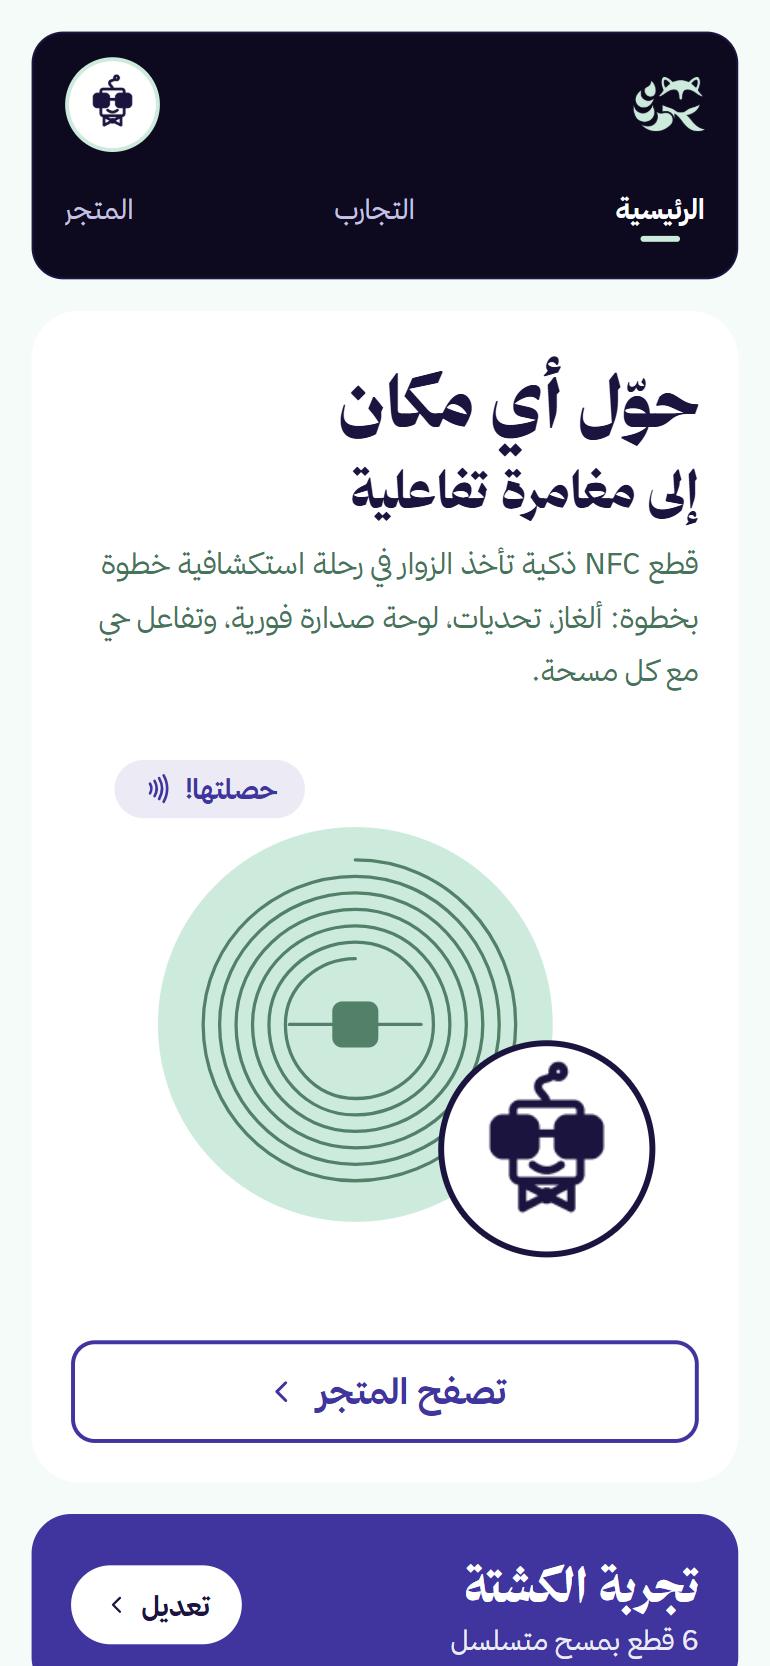 الرئيسية
التجارب
المتجر
حوّل أي مكان
إلى مغامرة تفاعلية
قطع NFC ذكية تأخذ الزوار في رحلة استكشافية خطوة
بخطوة: ألغاز، تحديات، لوحة صدارة فورية، وتفاعل حي
مع كل مسحة.
حصلتها!
تصفح المتجر
تجربة الكشتة
تعديل
6 قطع بمسح متسلسل